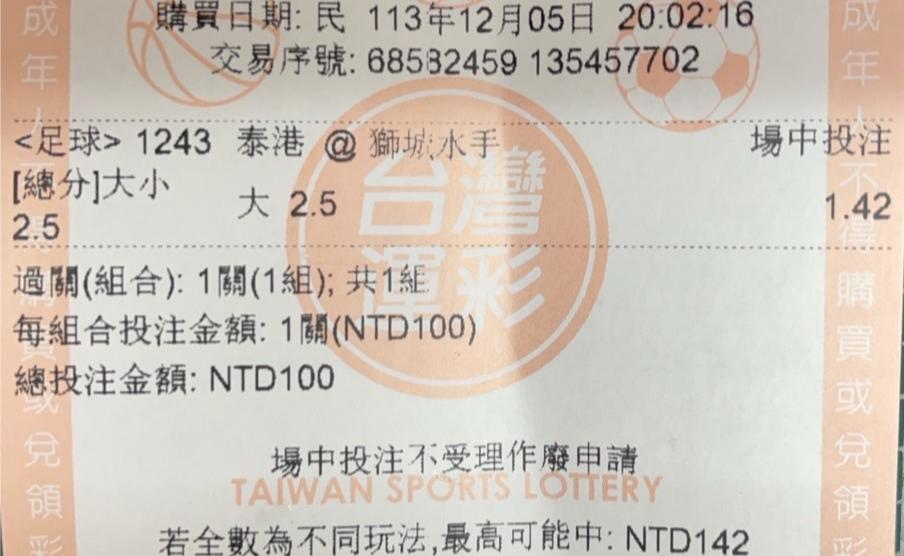 購買日期: 民 113年12月05日 20:02:16
交易序號: 68582459 135457702
<足球> 1243 泰港 @ 獅城水手 場中投注
[總分]大小
2.5 大 2.5 1.42
過關(組合): 1關(1組); 共1組
每組合投注金額: 1關(NTD100)
總投注金額: NTD100
場中投注不受理作廢申請
TAIWAN SPORTS LOTTERY
若全數為不同玩法,最高可能中: NTD142
台灣
運彩
成年人
購買或兌領彩
成年人不得購買或兌領彩